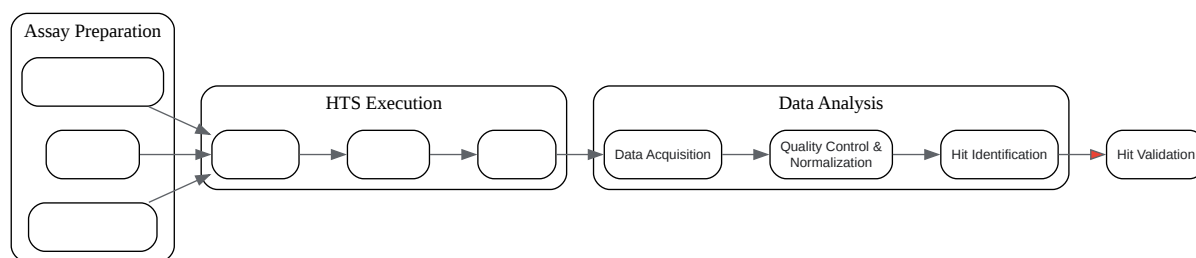 Assay Preparation
HTS Execution
Data Analysis
Data Acquisition
Quality Control &
Normalization
Hit Identification
Hit Validation